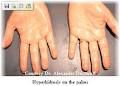 Courtesy Dr. Alexander
Hyperhidrosis on the palms